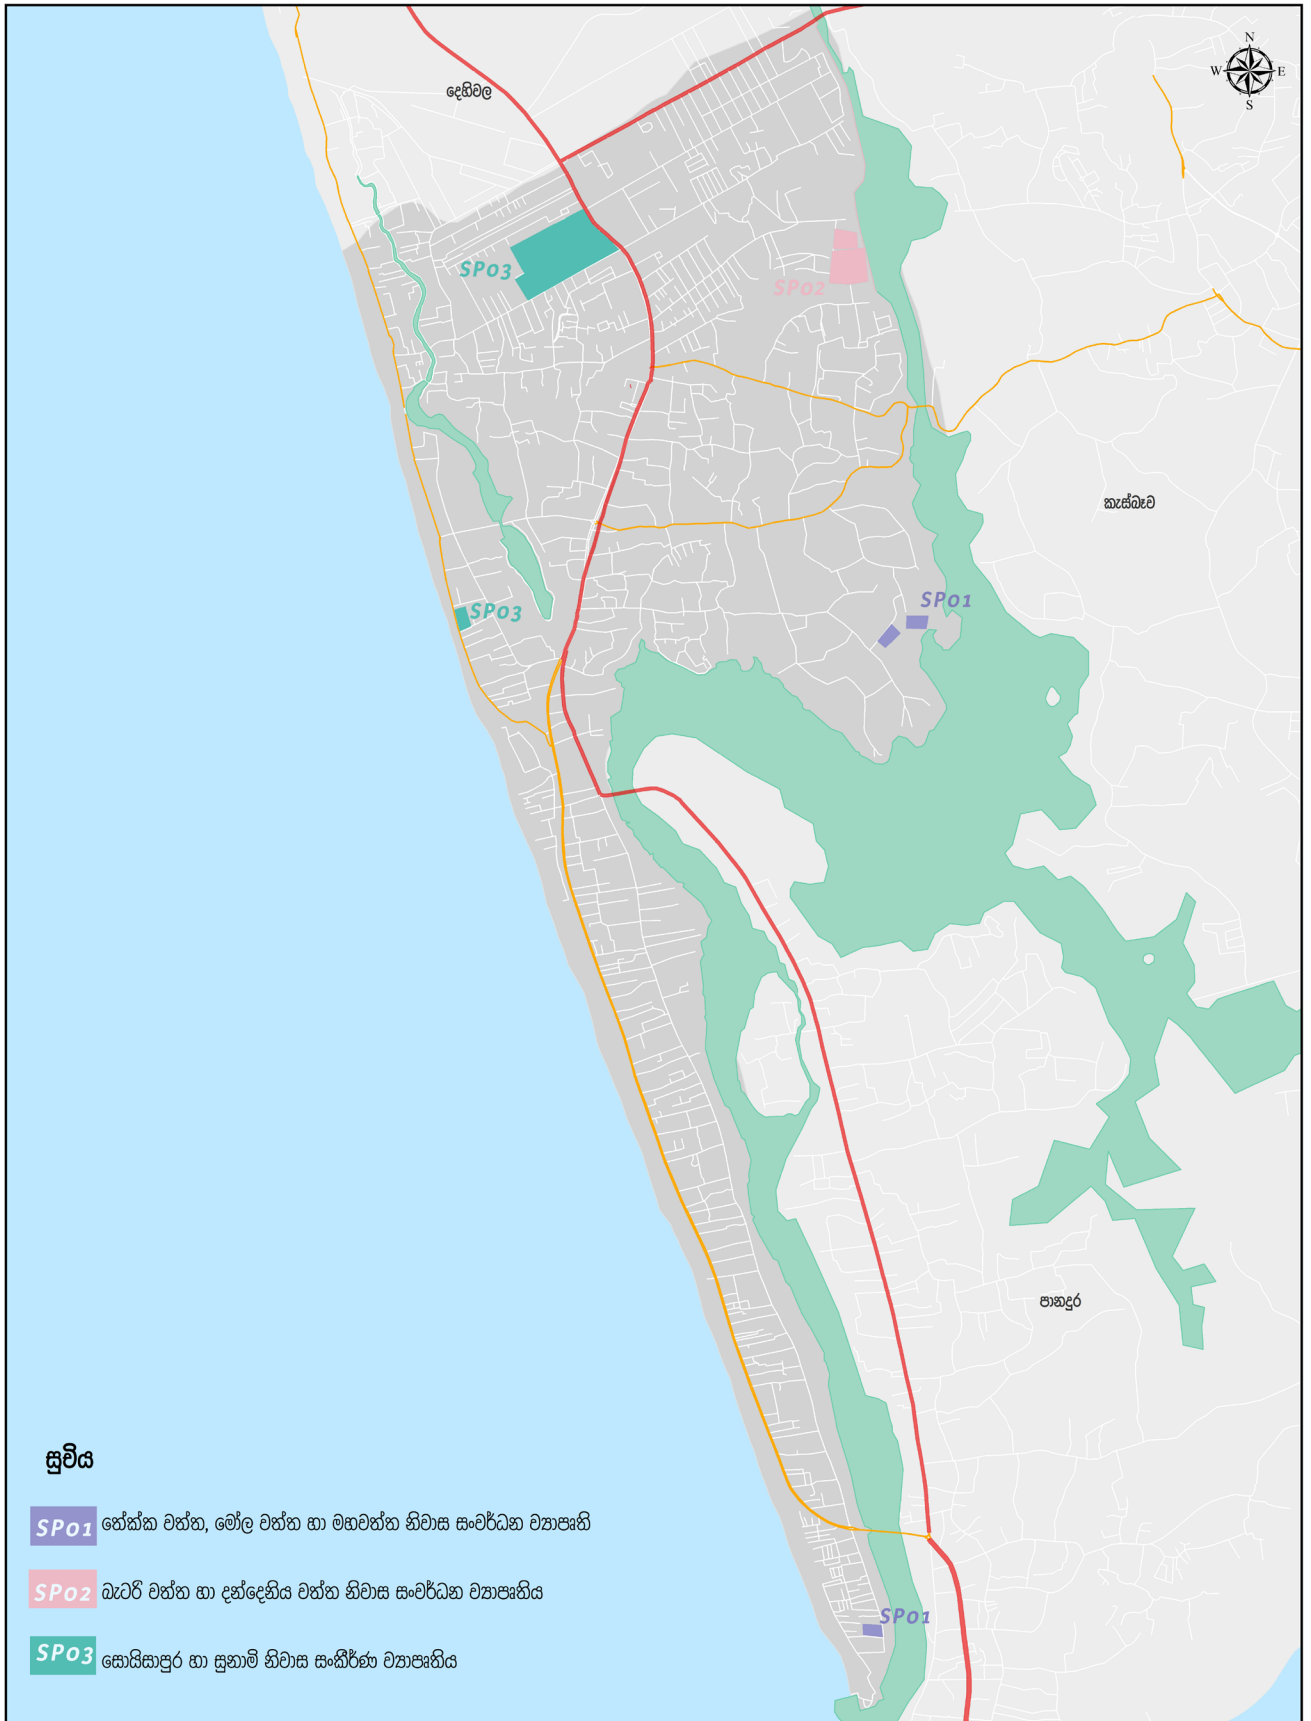 N
W E
S
දෙහිවල
SP03
SP02
කැස්බෑව
SP01
SP03
පානදුර
සූචිය
SP01 තේක්ක වත්ත, මෝල වත්ත හා මහවත්ත නිවාස සංවර්ධන ව්‍යාපෘති
SP02 බැටරි වත්ත හා දන්දෙනිය වත්ත නිවාස සංවර්ධන ව්‍යාපෘතිය
SP01
SP03 සොයිසාපුර හා සුනාමි නිවාස සංකීර්ණ ව්‍යාපෘතිය